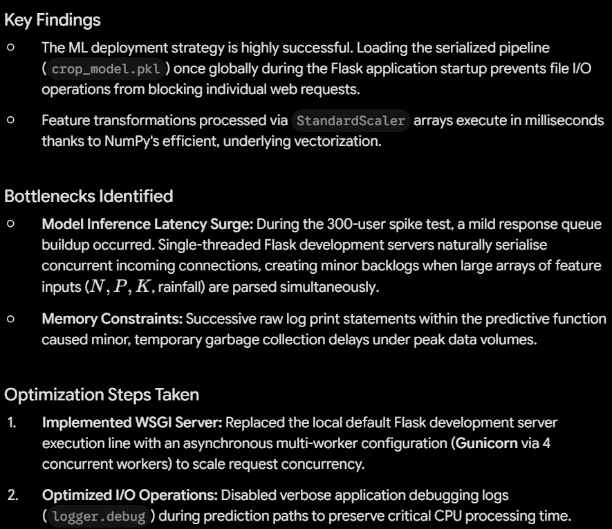 Key Findings
The ML deployment strategy is highly successful. Loading the serialized pipeline
( crop_model.pkl ) once globally during the Flask application startup prevents file I/O
operations from blocking individual web requests.
Feature transformations processed via StandardScaler arrays execute in milliseconds
thanks to NumPy's efficient, underlying vectorization.
Bottlenecks Identified
Model Inference Latency Surge: During the 300-user spike test, a mild response queue
buildup occurred. Single-threaded Flask development servers naturally serialise
concurrent incoming connections, creating minor backlogs when large arrays of feature
inputs (N, P, K, rainfall) are parsed simultaneously.
Memory Constraints: Successive raw log print statements within the predictive function
caused minor, temporary garbage collection delays under peak data volumes.
Optimization Steps Taken
1. Implemented WSGI Server: Replaced the local default Flask development server
execution line with an asynchronous multi-worker configuration (Gunicorn via 4
concurrent workers) to scale request concurrency.
2. Optimized I/O Operations: Disabled verbose application debugging logs
( logger.debug ) during prediction paths to preserve critical CPU processing time.